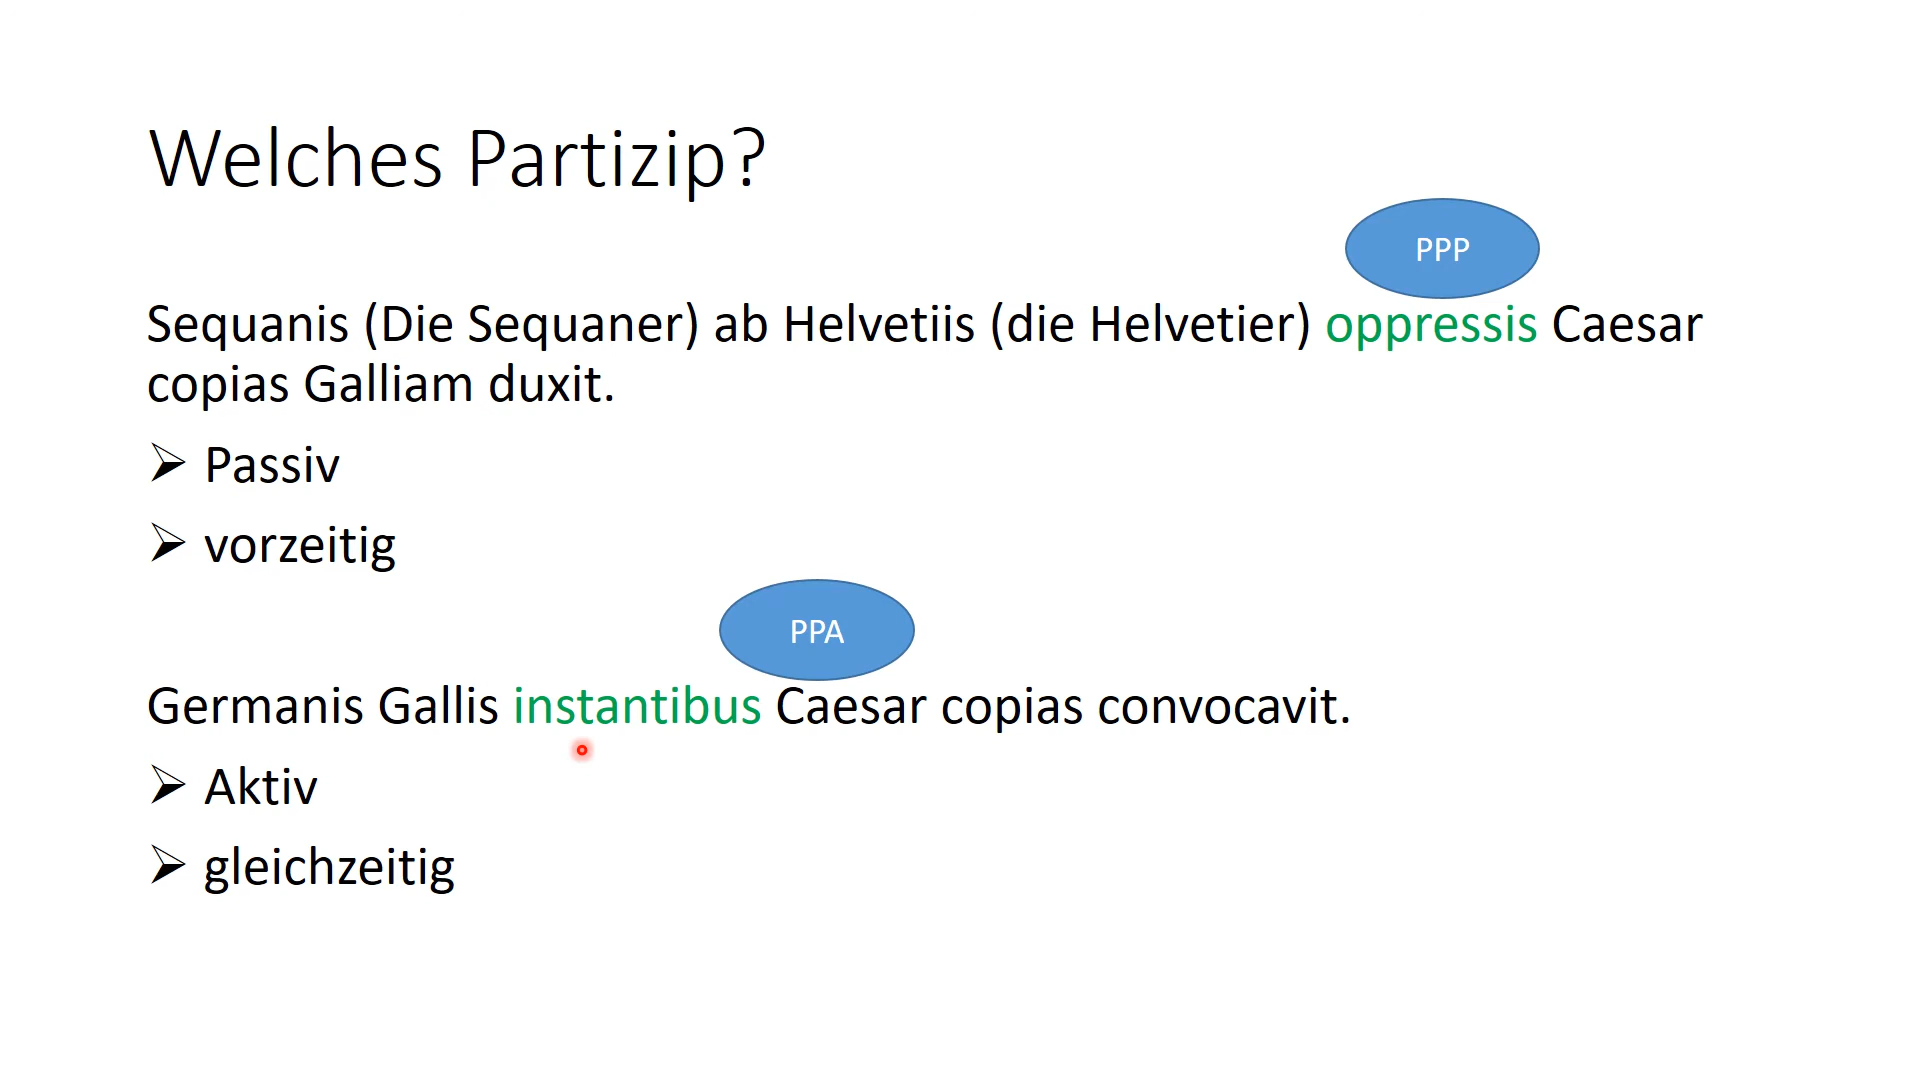 Welches Partizip?
PPP
Sequanis (Die Sequaner) ab Helvetiis (die Helvetier) oppressis Caesar
copias Galliam duxit.
Passiv
vorzeitig
PPA
Germanis Gallis instantibus Caesar copias convocavit.
Aktiv
gleichzeitig